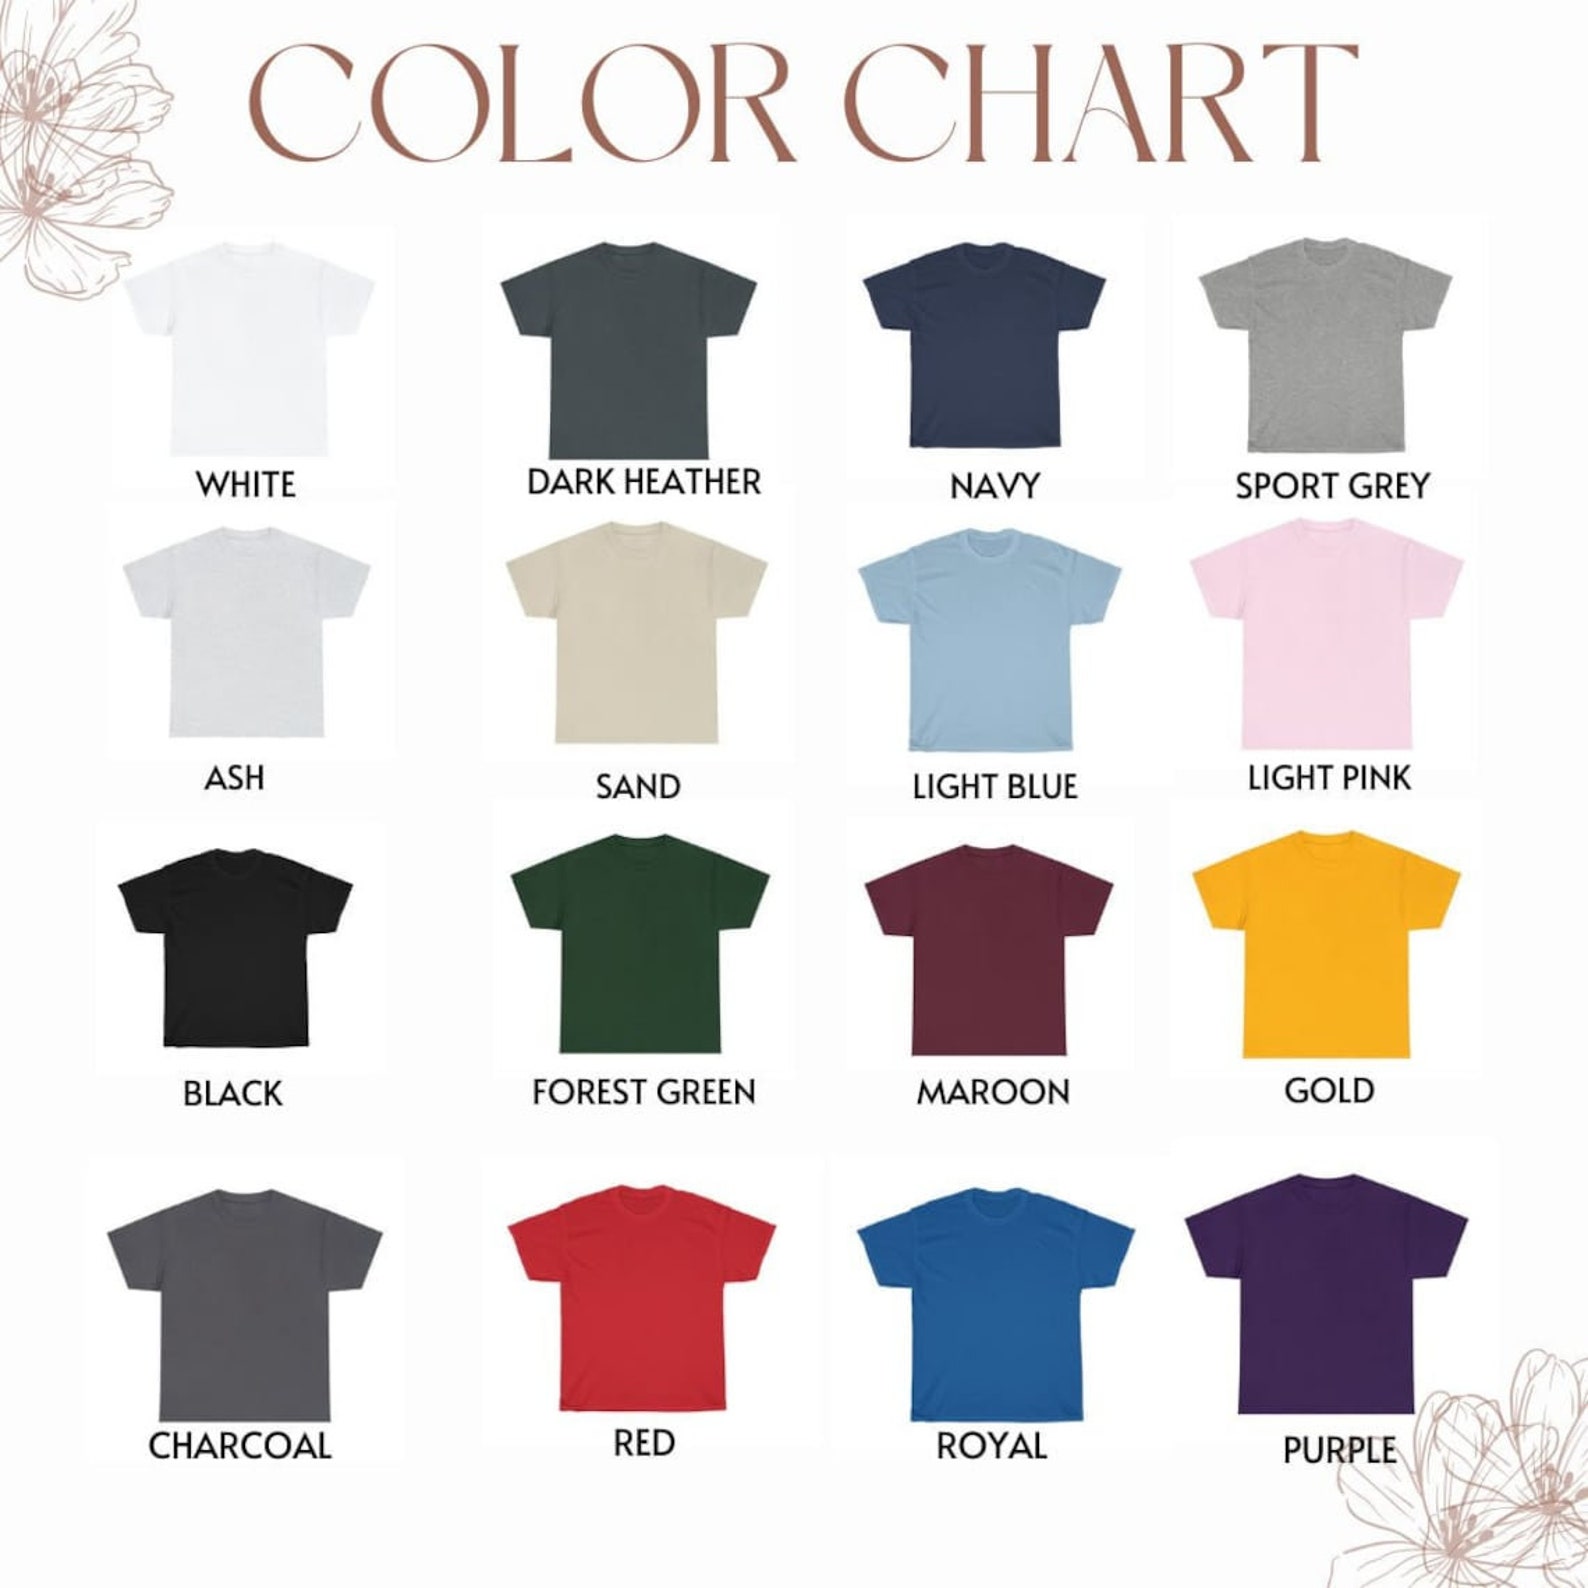 COLOR CHART
WHITE
DARK HEATHER
NAVY
SPORT GREY
ASH
SAND
LIGHT BLUE
LIGHT PINK
BLACK
FOREST GREEN
MAROON
GOLD
CHARCOAL
RED
ROYAL
PURPLE